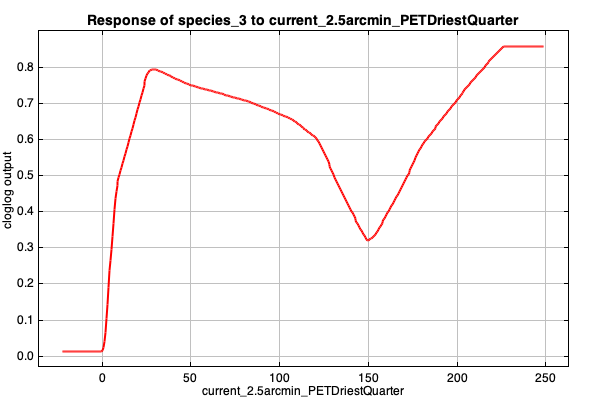 Response of species_3 to current_2.5arcmin_PETDriestQuarter
cloglog output
0.8
0.7
0.6
0.5
0.4
0.3
0.2
0.1
0.0
0 50 100 150 200 250
current_2.5arcmin_PETDriestQuarter